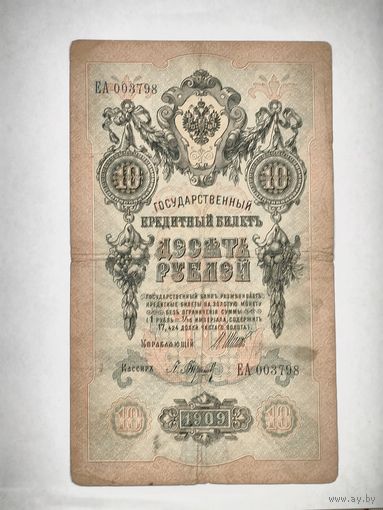 ЕА 003798
10 10
ГОСУДАРСТВЕННЫЙ
КРЕДИТНЫЙ БИЛЕТЪ
ДЕСЯТЬ
РУБЛЕЙ
ГОСУДАРСТВЕННЫЙ БАНКЪ РАЗМѢНИВАЕТЪ
КРЕДИТНЫЕ БИЛЕТЫ НА ЗОЛОТУЮ МОНЕТУ
БЕЗЪ ОГРАНИЧЕНІЯ СУММЫ
(1 РУБЛЬ = 1/15 ИМПЕРІАЛА, СОДЕРЖИТЪ
17,424 ДОЛЕЙ ЧИСТАГО ЗОЛОТА).
Управляющій
Кассиръ
ЕА 003798
10 1909 10
www.ay.by